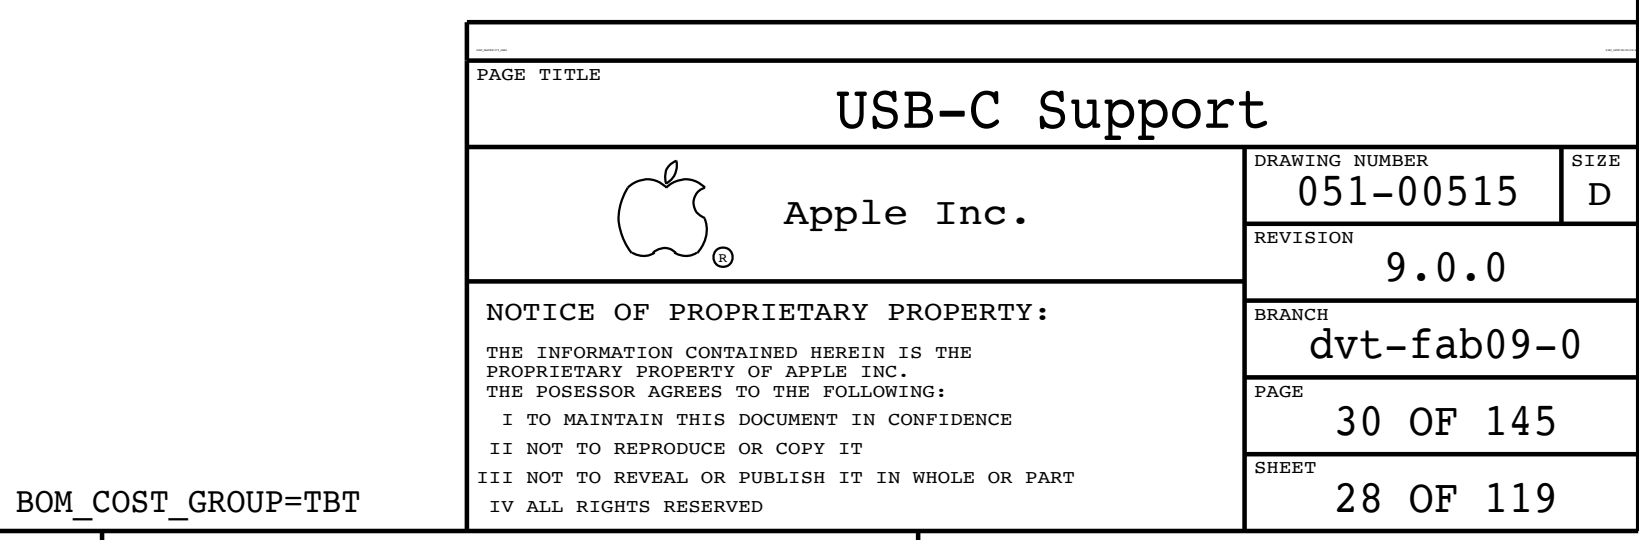 PAGE TITLE
USB-C Support
Apple Inc.
®
DRAWING NUMBER
051-00515
SIZE
D
REVISION
9.0.0
BRANCH
dvt-fab09-0
PAGE
30 OF 145
SHEET
28 OF 119
NOTICE OF PROPRIETARY PROPERTY:
THE INFORMATION CONTAINED HEREIN IS THE
PROPRIETARY PROPERTY OF APPLE INC.
THE POSESSOR AGREES TO THE FOLLOWING:
I TO MAINTAIN THIS DOCUMENT IN CONFIDENCE
II NOT TO REPRODUCE OR COPY IT
III NOT TO REVEAL OR PUBLISH IT IN WHOLE OR PART
IV ALL RIGHTS RESERVED
BOM_COST_GROUP=TBT